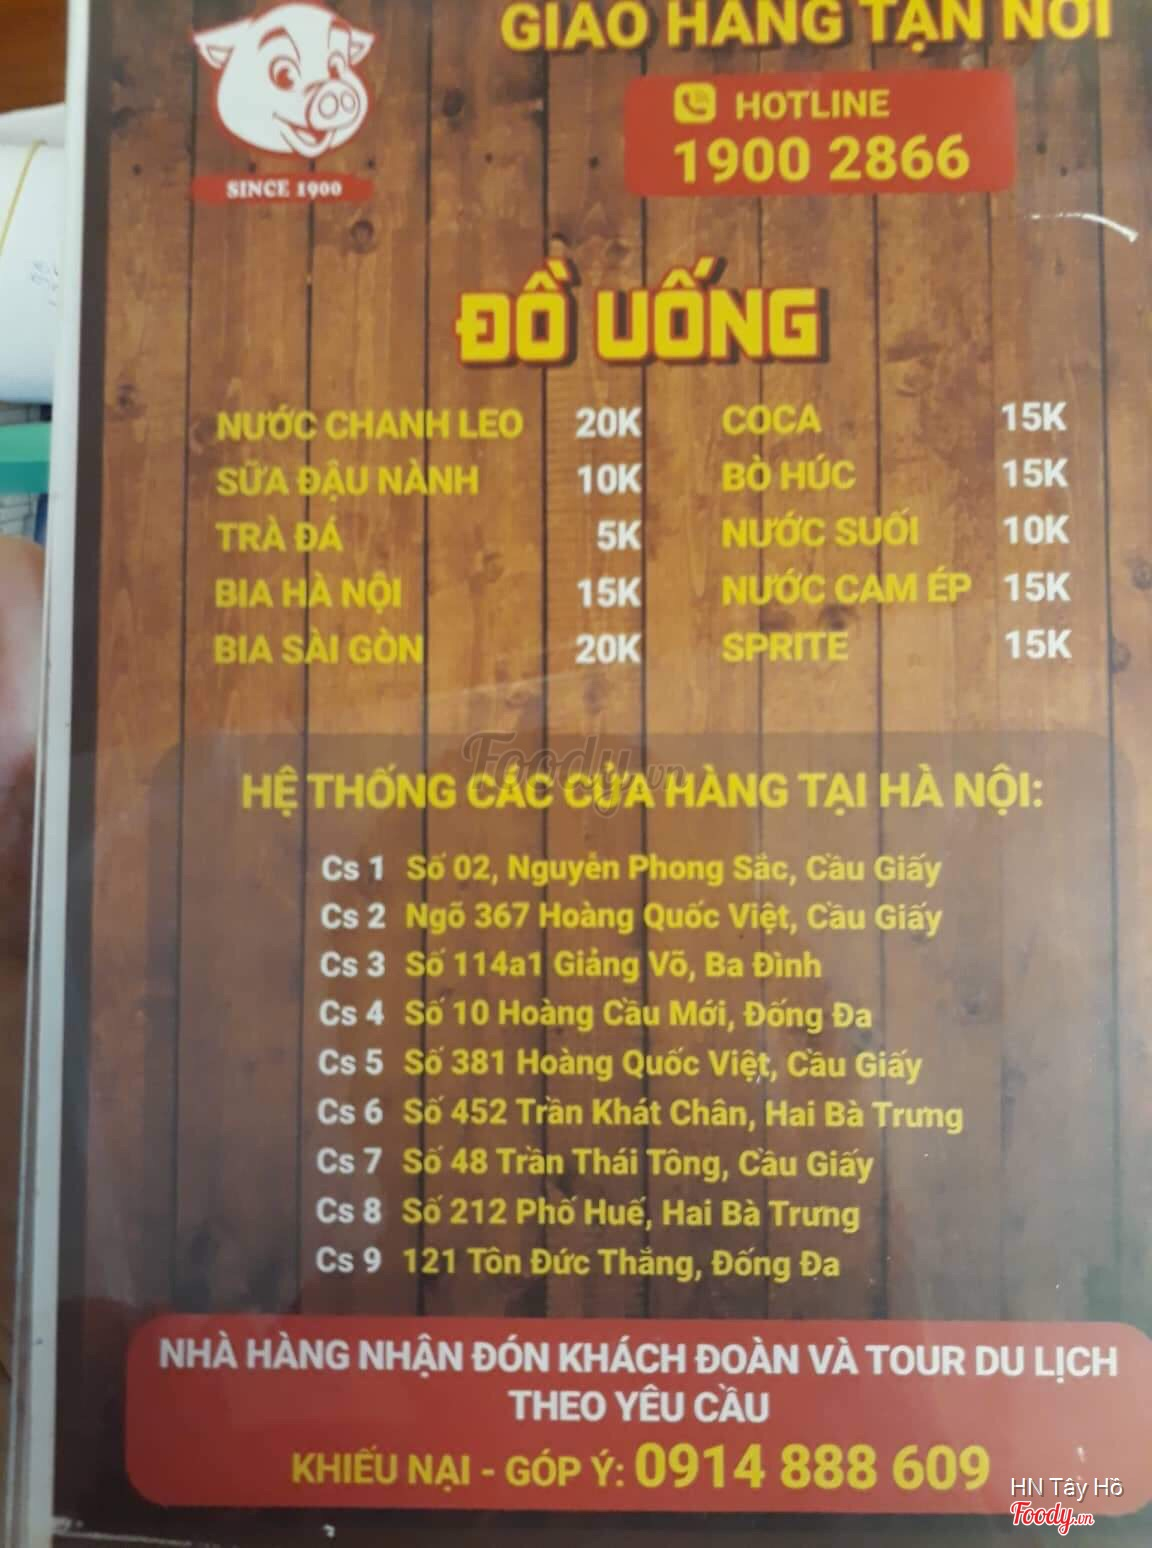 GIAO HÀNG TẬN NƠI
HOTLINE
1900 2866
SINCE 1900
ĐỒ UỐNG
NƯỚC CHANH LEO 20K
SỮA ĐẬU NÀNH 10K
TRÀ ĐÁ 5K
BIA HÀ NỘI 15K
BIA SÀI GÒN 20K
COCA 15K
BÒ HÚC 15K
NƯỚC SUỐI 10K
NƯỚC CAM ÉP 15K
SPRITE 15K
Foody.vn
HỆ THỐNG CÁC CỬA HÀNG TẠI HÀ NỘI:
Cs 1 Số 02, Nguyễn Phong Sắc, Cầu Giấy
Cs 2 Ngõ 367 Hoàng Quốc Việt, Cầu Giấy
Cs 3 Số 114a1 Giảng Võ, Ba Đình
Cs 4 Số 10 Hoàng Cầu Mới, Đống Đa
Cs 5 Số 381 Hoàng Quốc Việt, Cầu Giấy
Cs 6 Số 452 Trần Khát Chân, Hai Bà Trưng
Cs 7 Số 48 Trần Thái Tông, Cầu Giấy
Cs 8 Số 212 Phố Huế, Hai Bà Trưng
Cs 9 121 Tôn Đức Thắng, Đống Đa
NHÀ HÀNG NHẬN ĐÓN KHÁCH ĐOÀN VÀ TOUR DU LỊCH
THEO YÊU CẦU
KHIẾU NẠI - GÓP Ý: 0914 888 609
HN Tây Hồ
Foody.vn